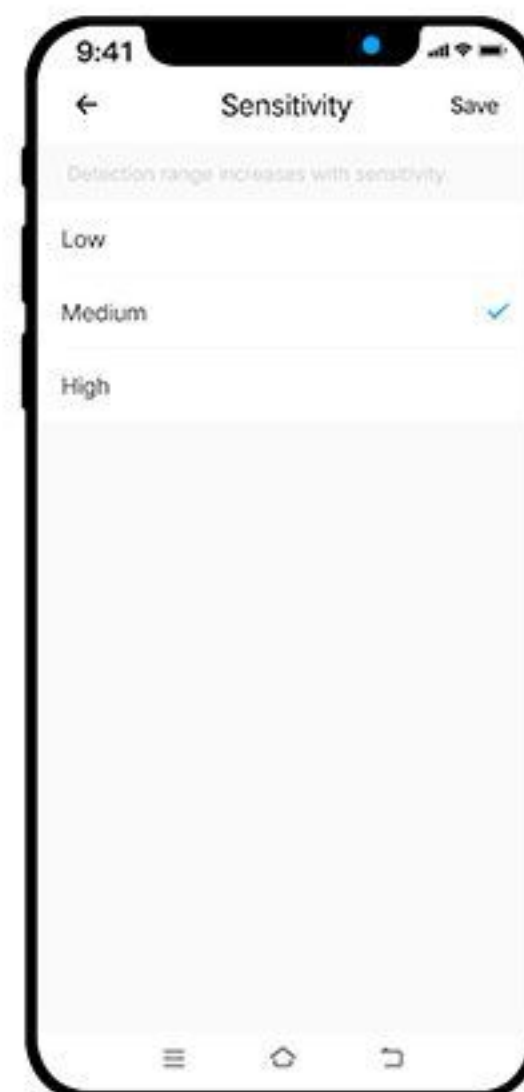 9:41
Sensitivity
Save
Detection range increases with sensitivity.
Low
Medium
High